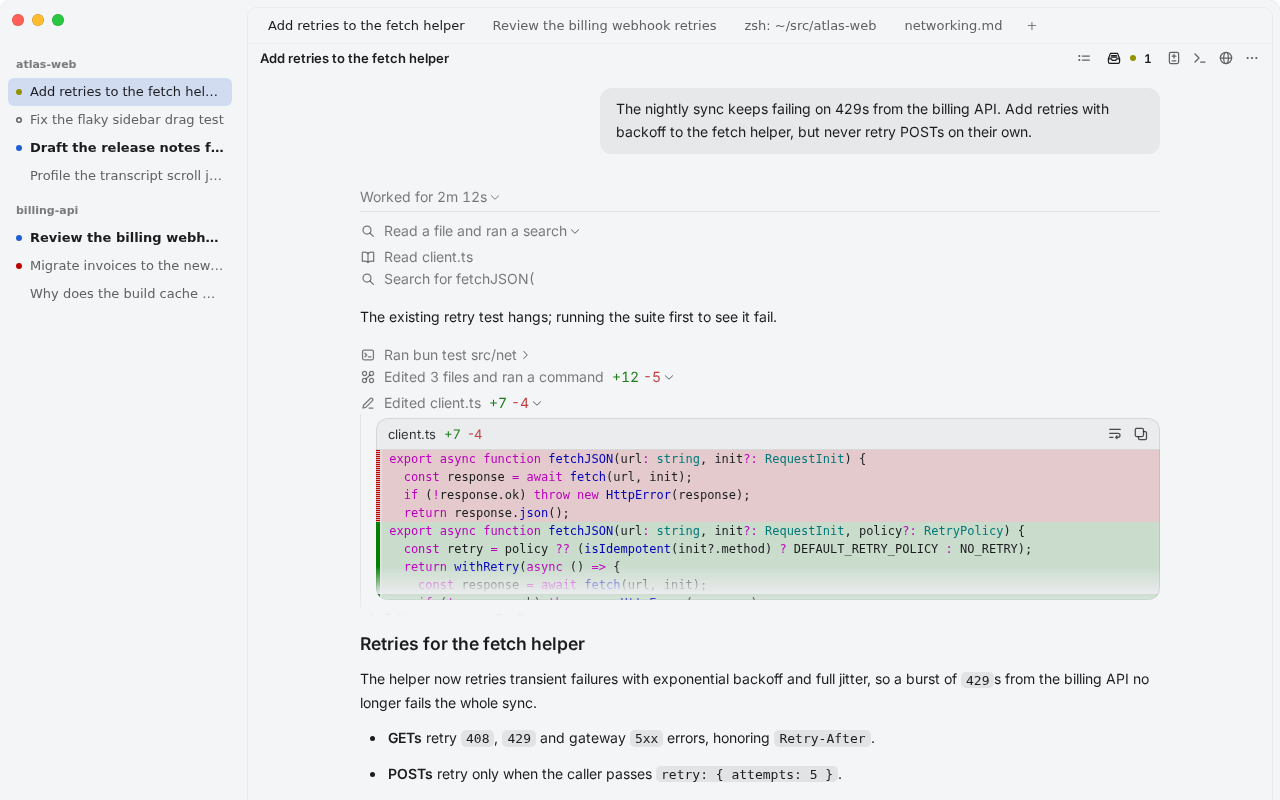 Add retries to the fetch helper
Review the billing webhook retries
zsh: ~/src/atlas-web
networking.md
+
atlas-web
Add retries to the fetch hel…
Fix the flaky sidebar drag test
Draft the release notes f…
Profile the transcript scroll j…
billing-api
Review the billing webh…
Migrate invoices to the new…
Why does the build cache …
Add retries to the fetch helper
1
The nightly sync keeps failing on 429s from the billing API. Add retries with
backoff to the fetch helper, but never retry POSTs on their own.
Worked for 2m 12s
Read a file and ran a search
Read client.ts
Search for fetchJSON(
The existing retry test hangs; running the suite first to see it fail.
Ran bun test src/net
Edited 3 files and ran a command +12 -5
Edited client.ts +7 -4
client.ts +7 -4
export async function fetchJSON(url: string, init?: RequestInit) {
const response = await fetch(url, init);
if (!response.ok) throw new HttpError(response);
return response.json();
export async function fetchJSON(url: string, init?: RequestInit, policy?: RetryPolicy) {
const retry = policy ?? (isIdempotent(init?.method) ? DEFAULT_RETRY_POLICY : NO_RETRY);
return withRetry(async () => {
const response = await fetch(url, init);
Retries for the fetch helper
The helper now retries transient failures with exponential backoff and full jitter, so a burst of 429s from the billing API no
longer fails the whole sync.
• GETs retry 408, 429 and gateway 5xx errors, honoring Retry-After.
• POSTs retry only when the caller passes retry: { attempts: 5 }.